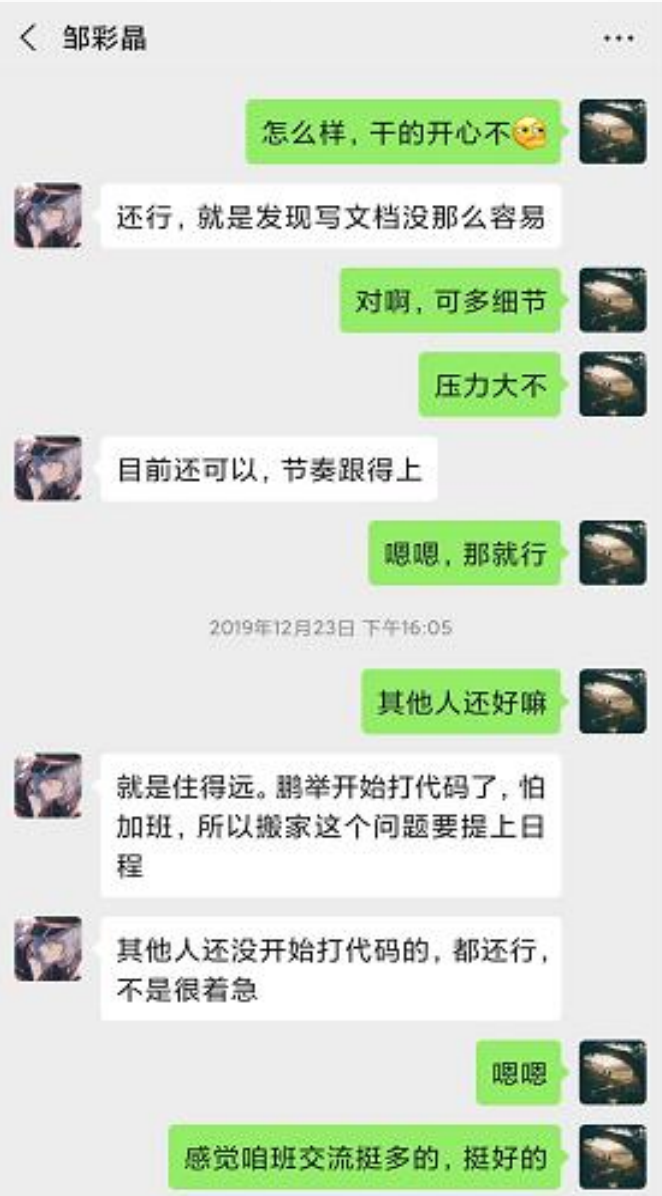 邹彩晶
怎么样，干的开心不
还行，就是发现写文档没那么容易
对啊，可多细节
压力大不
目前还可以，节奏跟得上
嗯嗯，那就行
2019年12月23日 下午16:05
其他人还好嘛
就是住得远。鹏举开始打代码了，怕
加班，所以搬家这个问题要提上日
程
其他人还没开始打代码的，都还行，
不是很着急
嗯嗯
感觉咱班交流挺多的，挺好的